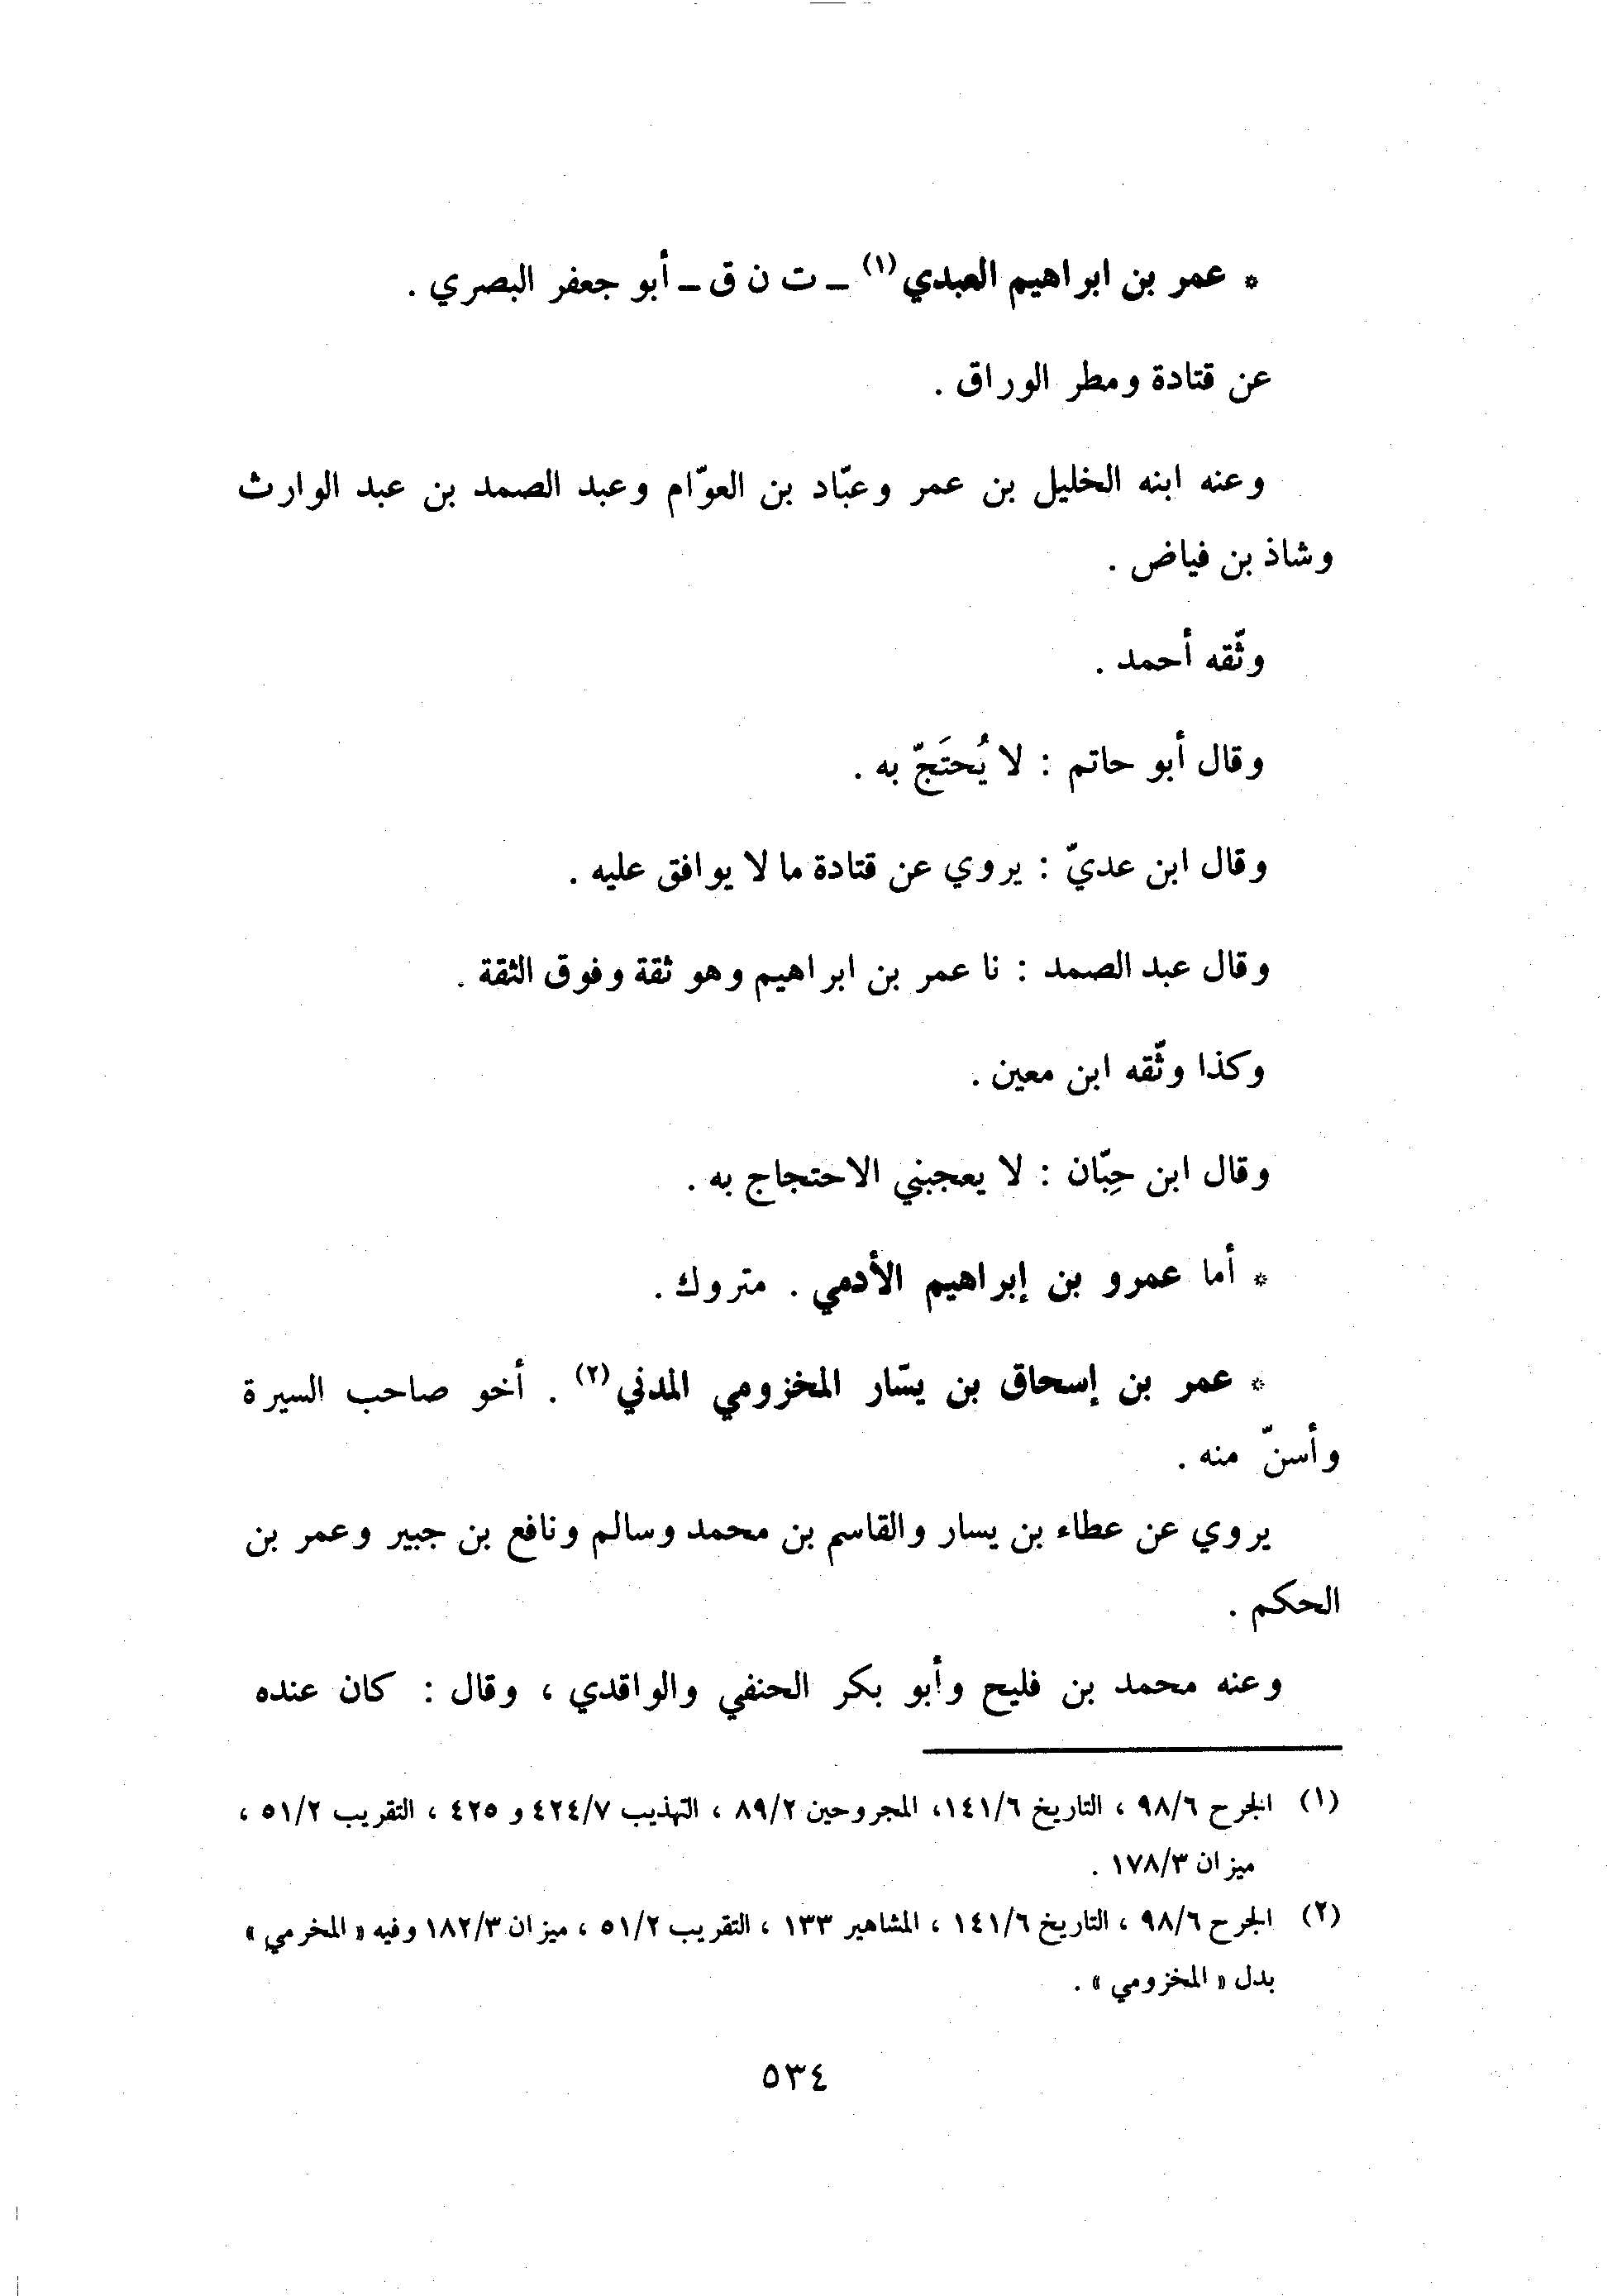 * عمر بن ابراهيم العبدي (١) ـ ت ن ق ـ أبو جعفر البصري .
عن قتادة ومطر الوراق .
وعنه ابنه الخليل بن عمر وعبّاد بن العوّام وعبد الصمد بن عبد الوارث
وشاذ بن فياض .
وثّقه أحمد .
وقال أبو حاتم : لا يُحتَجّ به .
وقال ابن عديّ : يروي عن قتادة ما لا يوافق عليه .
وقال عبد الصمد : نا عمر بن ابراهيم وهو ثقة وفوق الثقة .
وكذا وثّقه ابن معين .
وقال ابن حِبّان : لا يعجبني الاحتجاج به .
* أما عمرو بن إبراهيم الأدمي . متروك .
* عمر بن إسحاق بن يسّار المخزومي المدني (٢) . أخو صاحب السيرة
وأسنّ منه .
يروي عن عطاء بن يسار والقاسم بن محمد وسالم ونافع بن جبير وعمر بن
الحكم .
وعنه محمد بن فليح وأبو بكر الحنفي والواقدي ، وقال : كان عنده
(١) الجرح ٩٨/٦ ، التاريخ ١٤١/٦، المجروحين ٨٩/٢ ، التهذيب ٤٢٤/٧ و ٤٢٥ ، التقريب ٥١/٢ ،
ميزان ١٧٨/٣ .
(٢) الجرح ٩٨/٦ ، التاريخ ١٤١/٦ ، المشاهير ١٣٣ ، التقريب ٥١/٢ ، ميزان ١٨٢/٣ وفيه « المخرمي »
بدل « المخزومي » .
٥٣٤